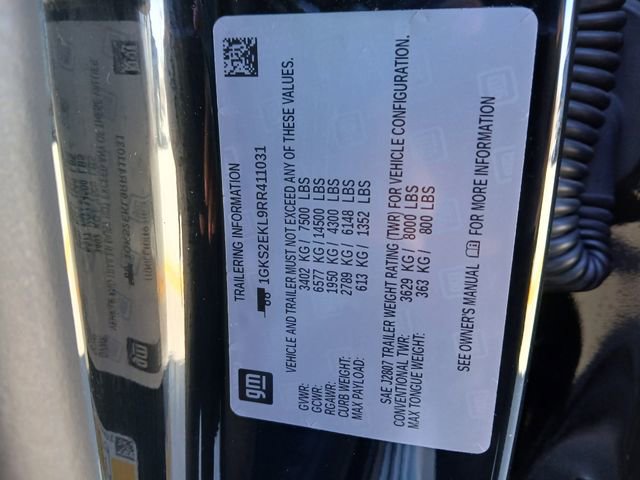 gm
TRAILERING INFORMATION
1GKS2EKL9RR411031
VEHICLE AND TRAILER MUST NOT EXCEED ANY OF THESE VALUES.
GVWR: 3402 KG / 7500 LBS
GCWR: 6577 KG / 14500 LBS
RGAWR: 1950 KG / 4300 LBS
CURB WEIGHT: 2789 KG / 6148 LBS
MAX PAYLOAD: 613 KG / 1352 LBS
SAE J2807 TRAILER WEIGHT RATING (TWR) FOR VEHICLE CONFIGURATION.
CONVENTIONAL TWR: 3629 KG / 8000 LBS
MAX TONGUE WEIGHT: 363 KG / 800 LBS
SEE OWNER'S MANUAL FOR MORE INFORMATION